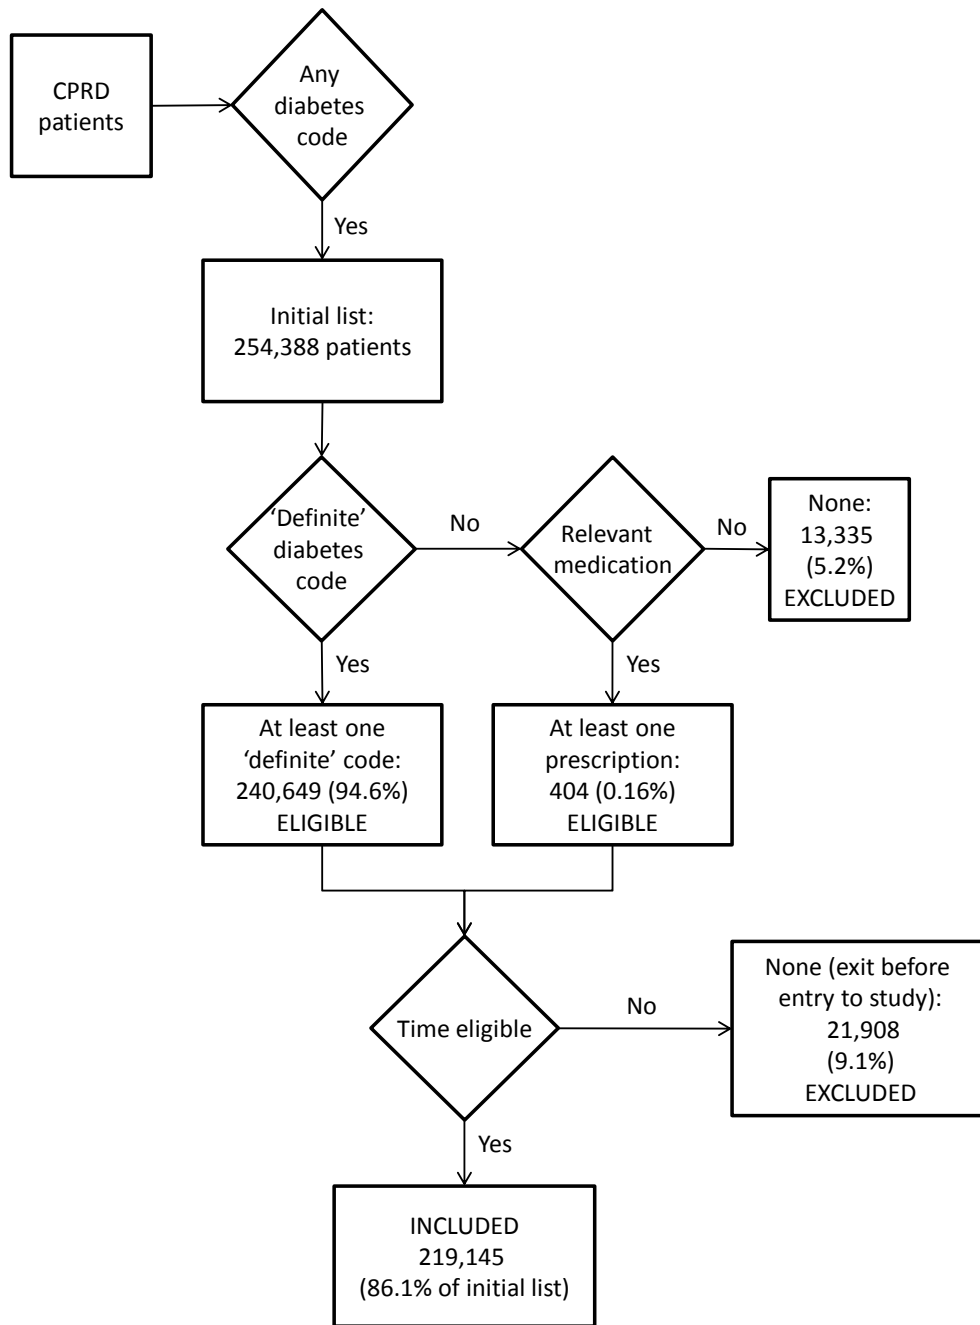 CPRD
patients
Any
diabetes
code
Yes
Initial list:
254,388 patients
‘Definite’
diabetes
code
No
Relevant
medication
No
None:
13,335
(5.2%)
EXCLUDED
Yes
Yes
At least one
‘definite’ code:
240,649 (94.6%)
ELIGIBLE
At least one
prescription:
404 (0.16%)
ELIGIBLE
Time eligible
No
None (exit before
entry to study):
21,908
(9.1%)
EXCLUDED
Yes
INCLUDED
219,145
(86.1% of initial list)